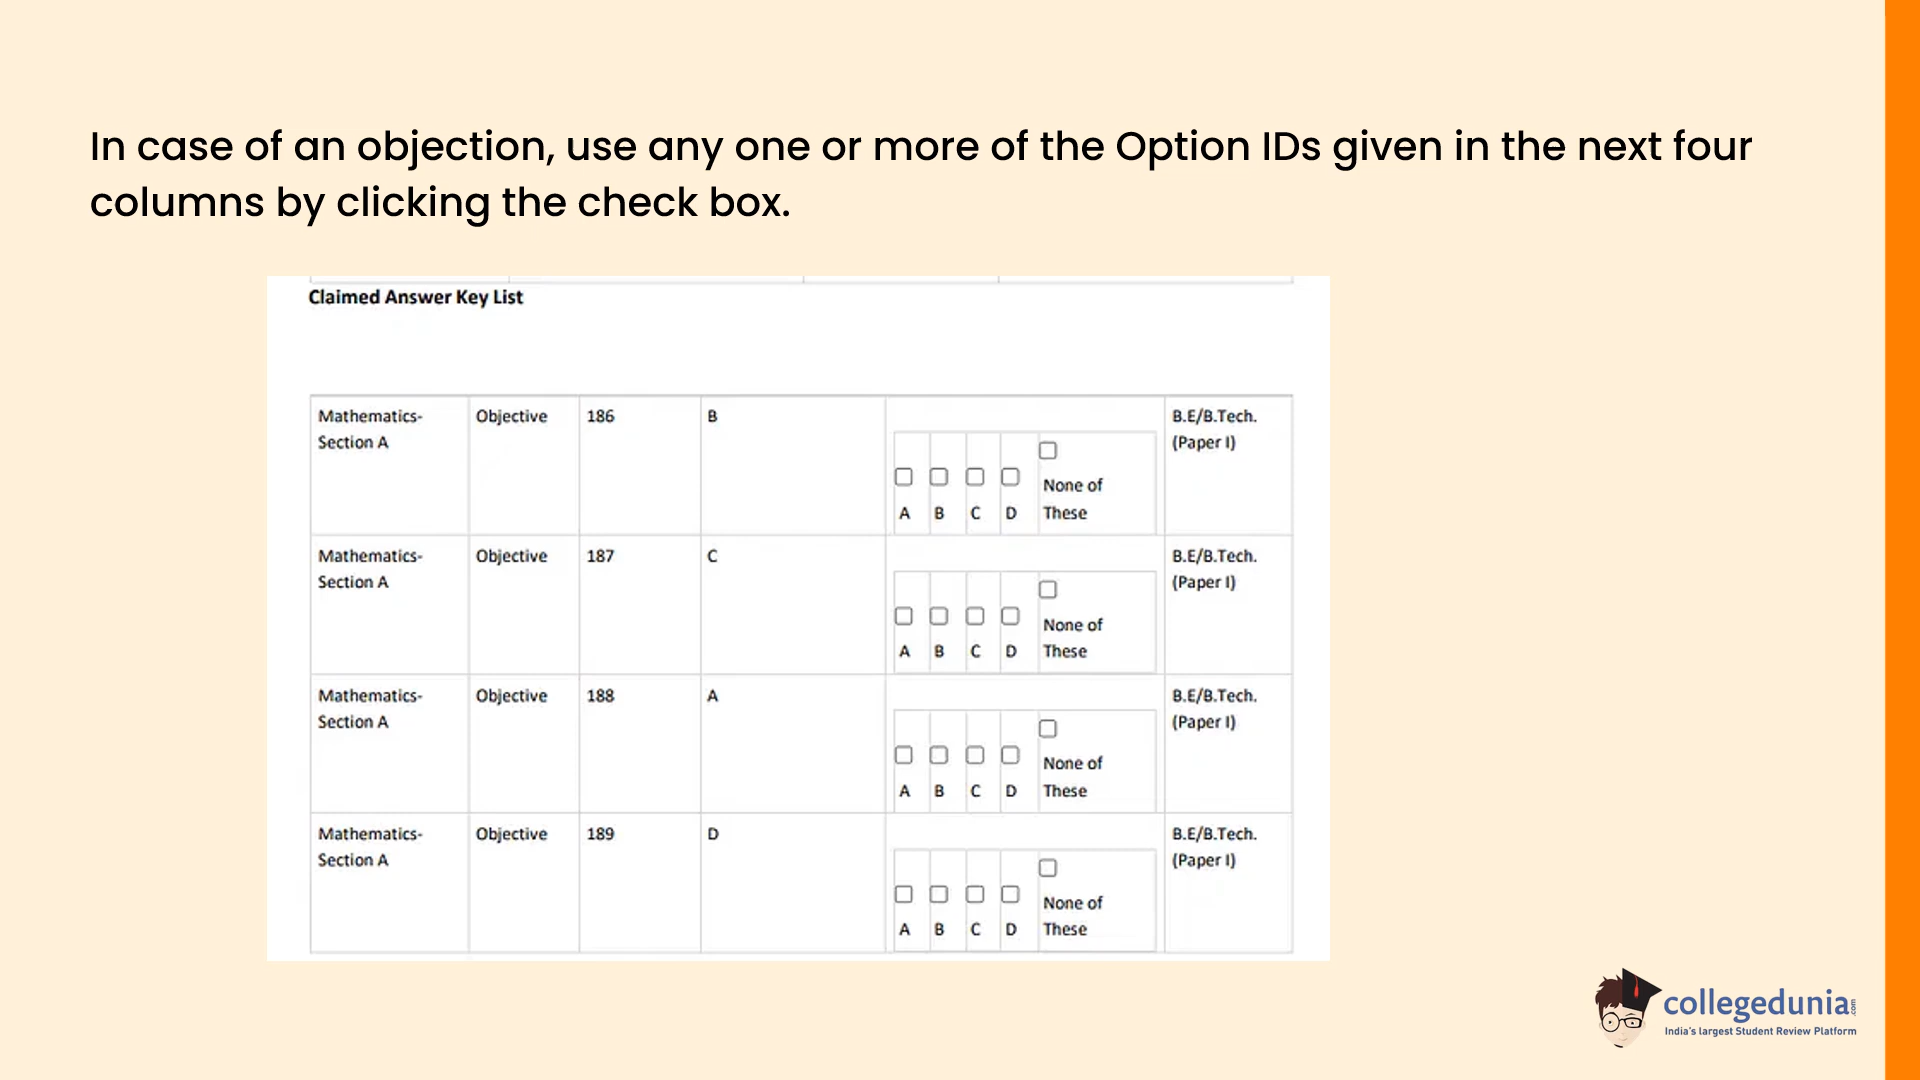 In case of an objection, use any one or more of the Option IDs given in the next four
columns by clicking the check box.
Claimed Answer Key List
Mathematics- Objective 186 B B.E/B.Tech.
Section A (Paper I)
None of
A B C D These
Mathematics- Objective 187 C B.E/B.Tech.
Section A (Paper I)
None of
A B C D These
Mathematics- Objective 188 A B.E/B.Tech.
Section A (Paper I)
None of
A B C D These
Mathematics- Objective 189 D B.E/B.Tech.
Section A (Paper I)
None of
A B C D These
collegedunia.com
India's largest Student Review Platform